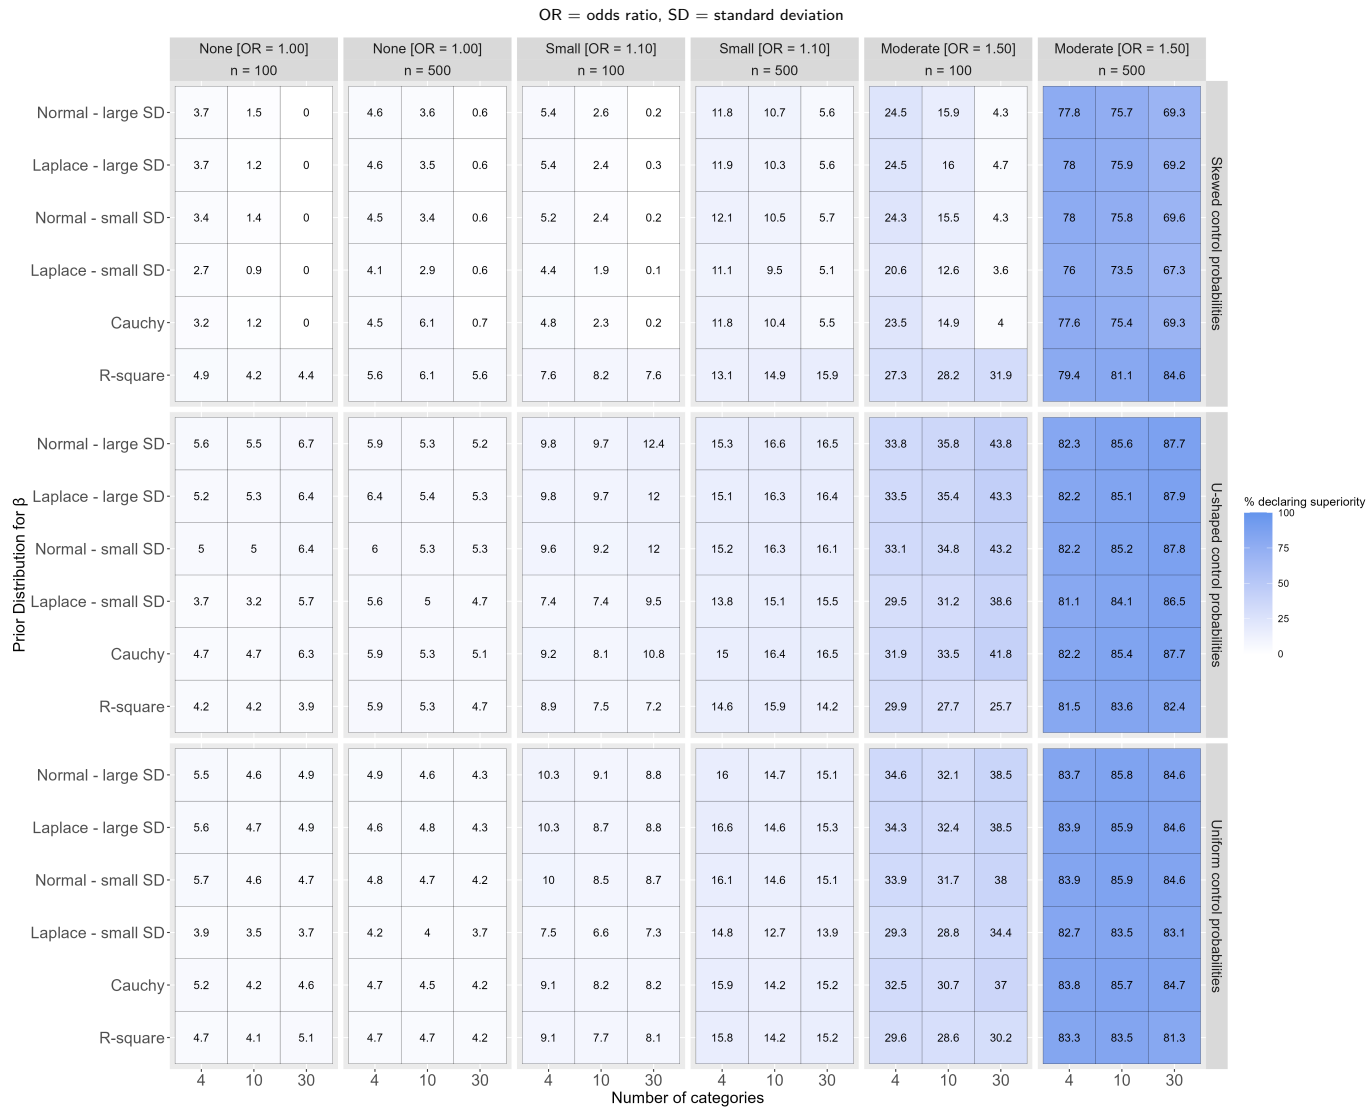 OR = odds ratio, SD = standard deviation
None [OR = 1.00] None [OR = 1.00] Small [OR = 1.10] Small [OR = 1.10] Moderate [OR = 1.50] Moderate [OR = 1.50]
n = 100 n = 500 n = 100 n = 500 n = 100 n = 500
Normal - large SD 3.7 1.5 0 4.6 3.6 0.6 5.4 2.6 0.2 11.8 10.7 5.6 24.5 15.9 4.3 77.8 75.7 69.3
Laplace - large SD 3.7 1.2 0 4.6 3.5 0.6 5.4 2.4 0.3 11.9 10.3 5.6 24.5 16 4.7 78 75.9 69.2
Normal - small SD 3.4 1.4 0 4.5 3.4 0.6 5.2 2.4 0.2 12.1 10.5 5.7 24.3 15.5 4.3 78 75.8 69.6
Laplace - small SD 2.7 0.9 0 4.1 2.9 0.6 4.4 1.9 0.1 11.1 9.5 5.1 20.6 12.6 3.6 76 73.5 67.3
Cauchy 3.2 1.2 0 4.5 6.1 0.7 4.8 2.3 0.2 11.8 10.4 5.5 23.5 14.9 4 77.6 75.4 69.3
R-square 4.9 4.2 4.4 5.6 6.1 5.6 7.6 8.2 7.6 13.1 14.9 15.9 27.3 28.2 31.9 79.4 81.1 84.6
Skewed control probabilities
Normal - large SD 5.6 5.5 6.7 5.9 5.3 5.2 9.8 9.7 12.4 15.3 16.6 16.5 33.8 35.8 43.8 82.3 85.6 87.7
Laplace - large SD 5.2 5.3 6.4 6.4 5.4 5.3 9.8 9.7 12 15.1 16.3 16.4 33.5 35.4 43.3 82.2 85.1 87.9
Normal - small SD 5 5 6.4 6 5.3 5.3 9.6 9.2 12 15.2 16.3 16.1 33.1 34.8 43.2 82.2 85.2 87.8
Laplace - small SD 3.7 3.2 5.7 5.6 5 4.7 7.4 7.4 9.5 13.8 15.1 15.5 29.5 31.2 38.6 81.1 84.1 86.5
Cauchy 4.7 4.7 6.3 5.9 5.3 5.1 9.2 8.1 10.8 15 16.4 16.5 31.9 33.5 41.8 82.2 85.4 87.7
R-square 4.2 4.2 3.9 5.9 5.3 4.7 8.9 7.5 7.2 14.6 15.9 14.2 29.9 27.7 25.7 81.5 83.6 82.4
U-shaped control probabilities
Normal - large SD 5.5 4.6 4.9 4.9 4.6 4.3 10.3 9.1 8.8 16 14.7 15.1 34.6 32.1 38.5 83.7 85.8 84.6
Laplace - large SD 5.6 4.7 4.9 4.6 4.8 4.3 10.3 8.7 8.8 16.6 14.6 15.3 34.3 32.4 38.5 83.9 85.9 84.6
Normal - small SD 5.7 4.6 4.7 4.8 4.7 4.2 10 8.5 8.7 16.1 14.6 15.1 33.9 31.7 38 83.9 85.9 84.6
Laplace - small SD 3.9 3.5 3.7 4.2 4 3.7 7.5 6.6 7.3 14.8 12.7 13.9 29.3 28.8 34.4 82.7 83.5 83.1
Cauchy 5.2 4.2 4.6 4.7 4.5 4.2 9.1 8.2 8.2 15.9 14.2 15.2 32.5 30.7 37 83.8 85.7 84.7
R-square 4.7 4.1 5.1 4.7 4.7 4.2 9.1 7.7 8.1 15.8 14.2 15.2 29.6 28.6 30.2 83.3 83.5 81.3
Uniform control probabilities
4 10 30 4 10 30 4 10 30 4 10 30 4 10 30 4 10 30
Number of categories
Prior Distribution for β
% declaring superiority
100
75
50
25
0